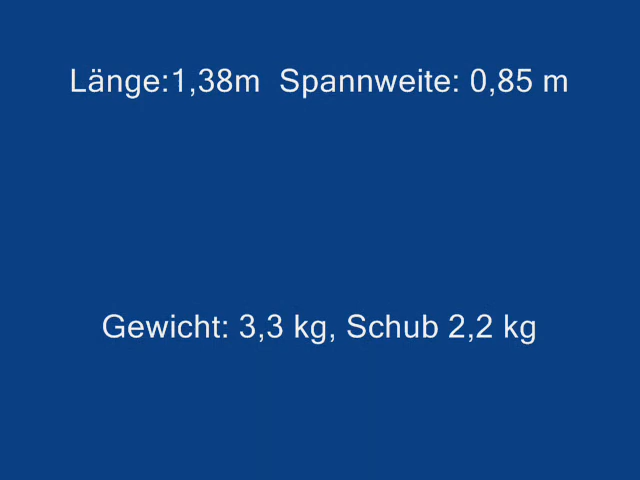 Länge:1,38m  Spannweite: 0,85 m
Gewicht: 3,3 kg, Schub 2,2 kg